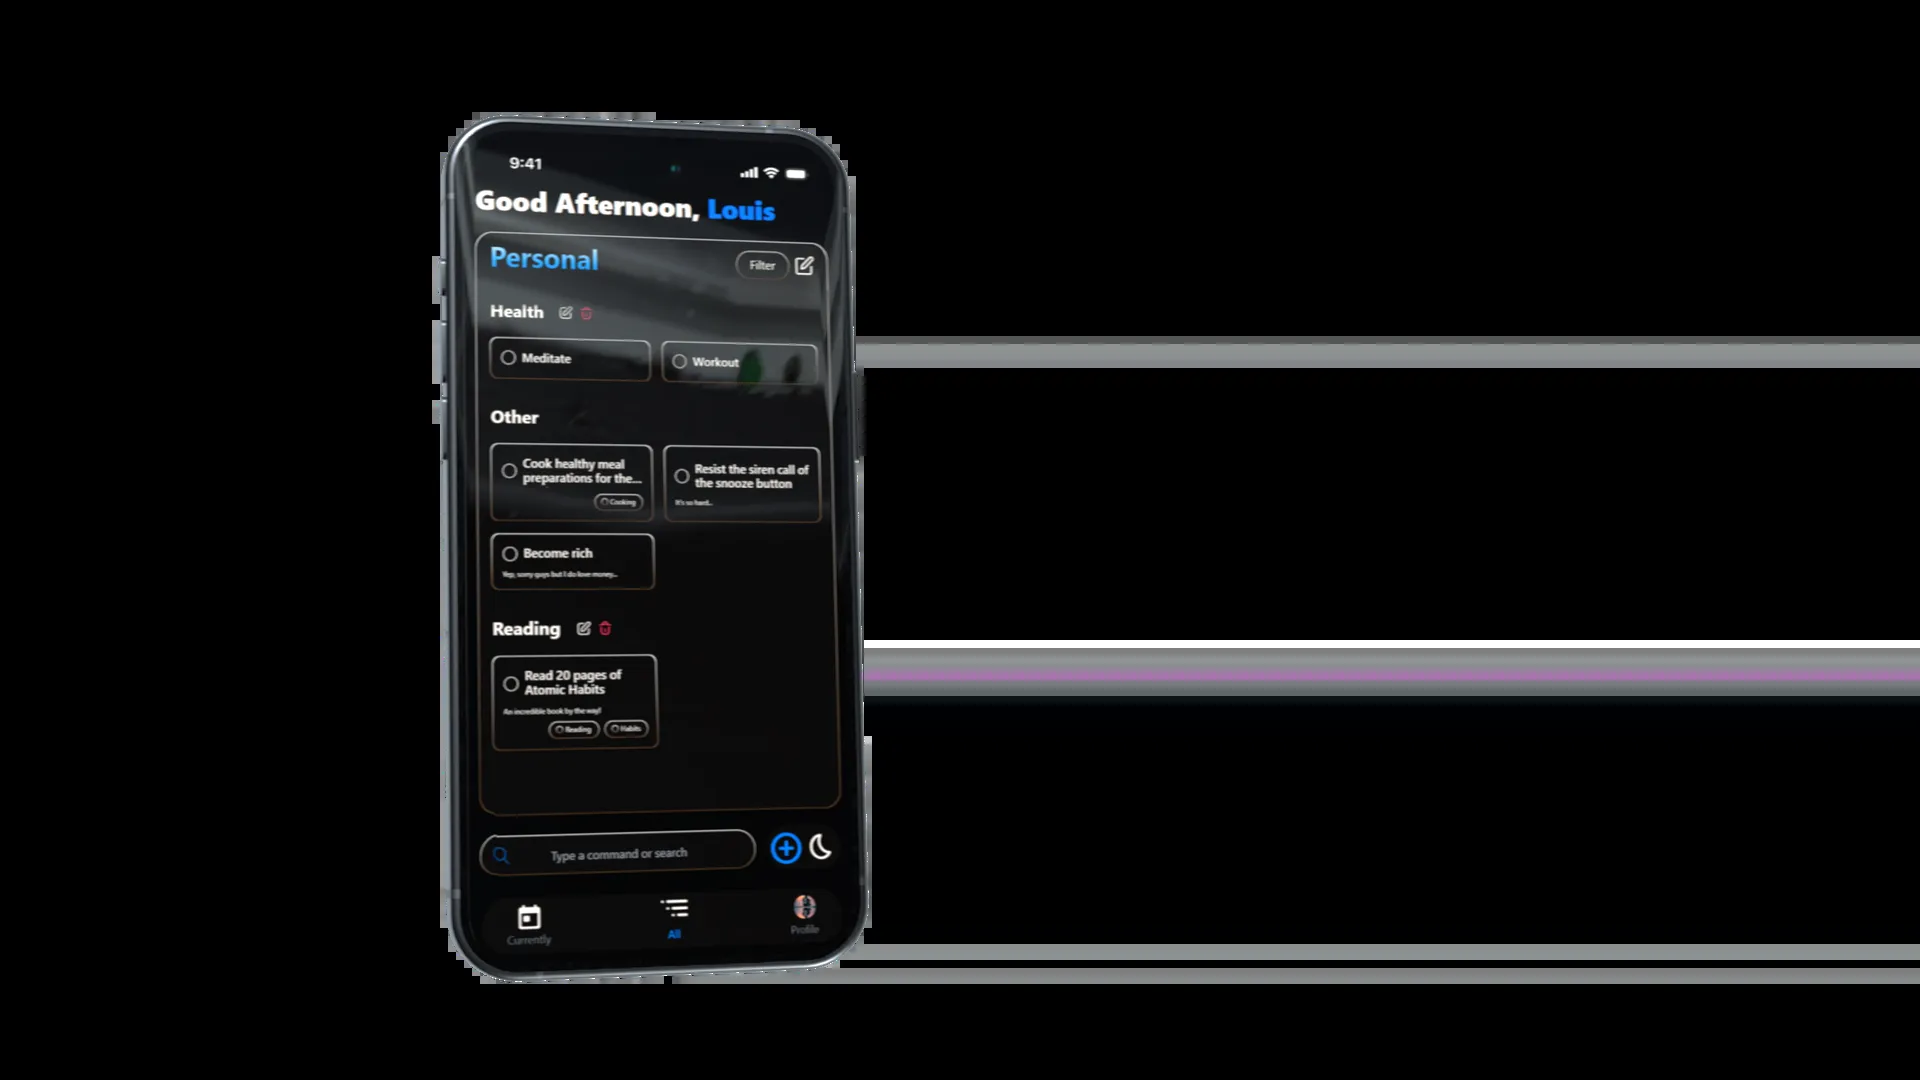 9:41
Good Afternoon, Louis
Personal
Filter
Health
Meditate
Workout
Other
Cook healthy meal
preparations for the...
Cooking
Resist the siren call of
the snooze button
It's so hard...
Become rich
Yep, sorry guys but I do love money...
Reading
Read 20 pages of
Atomic Habits
An incredible book by the way!
Reading
Habits
Type a command or search
Currently
All
Profile